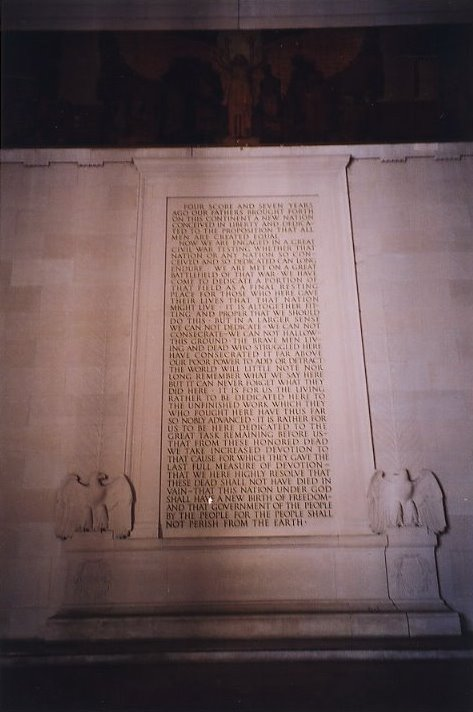 FOUR SCORE AND SEVEN YEARS
AGO OUR FATHERS BROUGHT FORTH
ON THIS CONTINENT A NEW NATION
CONCEIVED IN LIBERTY AND DEDICA-
TED TO THE PROPOSITION THAT ALL
MEN ARE CREATED EQUAL·
NOW WE ARE ENGAGED IN A GREAT
CIVIL WAR TESTING WHETHER THAT
NATION OR ANY NATION SO CON-
CEIVED AND SO DEDICATED CAN LONG
ENDURE · WE ARE MET ON A GREAT
BATTLEFIELD OF THAT WAR · WE HAVE
COME TO DEDICATE A PORTION OF
THAT FIELD AS A FINAL RESTING
PLACE FOR THOSE WHO HERE GAVE
THEIR LIVES THAT THAT NATION
MIGHT LIVE · IT IS ALTOGETHER FIT-
TING AND PROPER THAT WE SHOULD
DO THIS · BUT IN A LARGER SENSE
WE CAN NOT DEDICATE~WE CAN NOT
CONSECRATE~WE CAN NOT HALLOW~
THIS GROUND · THE BRAVE MEN LIV-
ING AND DEAD WHO STRUGGLED HERE
HAVE CONSECRATED IT FAR ABOVE
OUR POOR POWER TO ADD OR DETRACT·
THE WORLD WILL LITTLE NOTE NOR
LONG REMEMBER WHAT WE SAY HERE
BUT IT CAN NEVER FORGET WHAT THEY
DID HERE · IT IS FOR US THE LIVING
RATHER TO BE DEDICATED HERE TO
THE UNFINISHED WORK WHICH THEY
WHO FOUGHT HERE HAVE THUS FAR
SO NOBLY ADVANCED · IT IS RATHER FOR
US TO BE HERE DEDICATED TO THE
GREAT TASK REMAINING BEFORE US~
THAT FROM THESE HONORED DEAD
WE TAKE INCREASED DEVOTION TO
THAT CAUSE FOR WHICH THEY GAVE THE
LAST FULL MEASURE OF DEVOTION~
THAT WE HERE HIGHLY RESOLVE THAT
THESE DEAD SHALL NOT HAVE DIED IN
VAIN~THAT THIS NATION UNDER GOD
SHALL HAVE A NEW BIRTH OF FREEDOM~
AND THAT GOVERNMENT OF THE PEOPLE
BY THE PEOPLE FOR THE PEOPLE SHALL
NOT PERISH FROM THE EARTH·